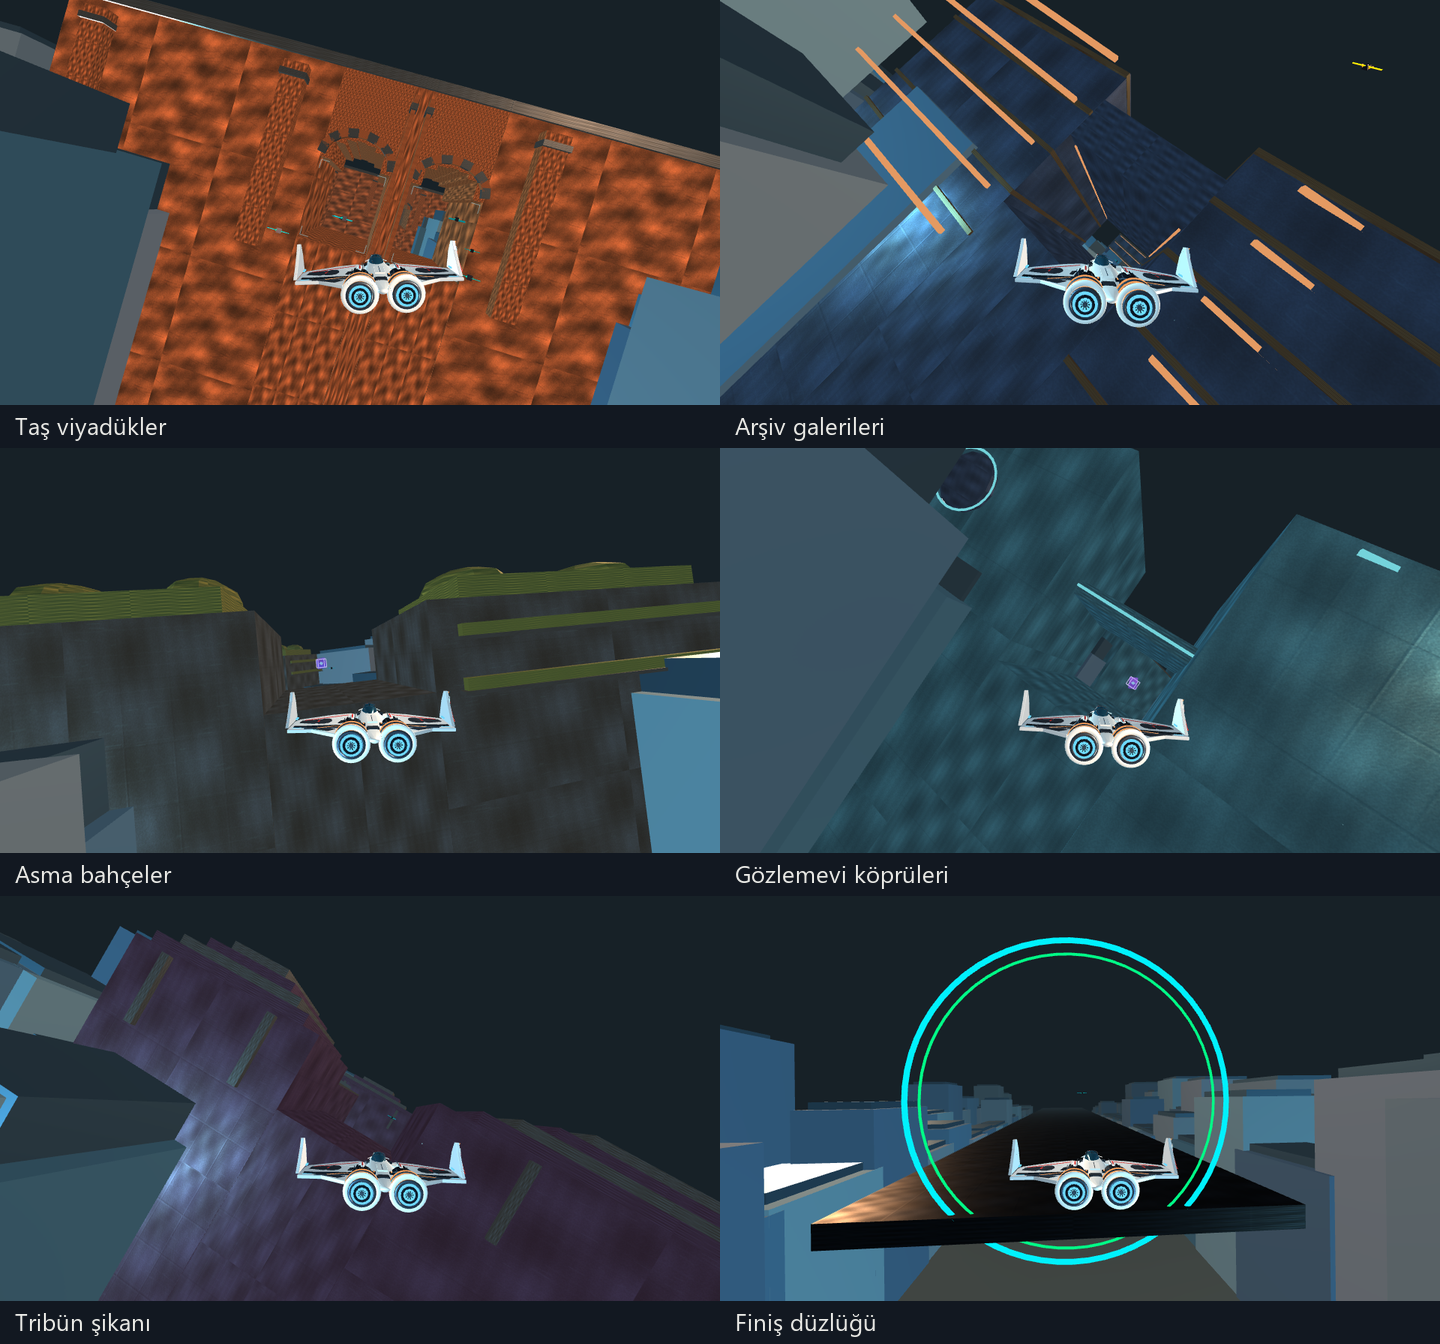 Taş viyadükler
Arşiv galerileri
Asma bahçeler
Gözlemevi köprüleri
Tribün şikanı
Finiş düzlüğü